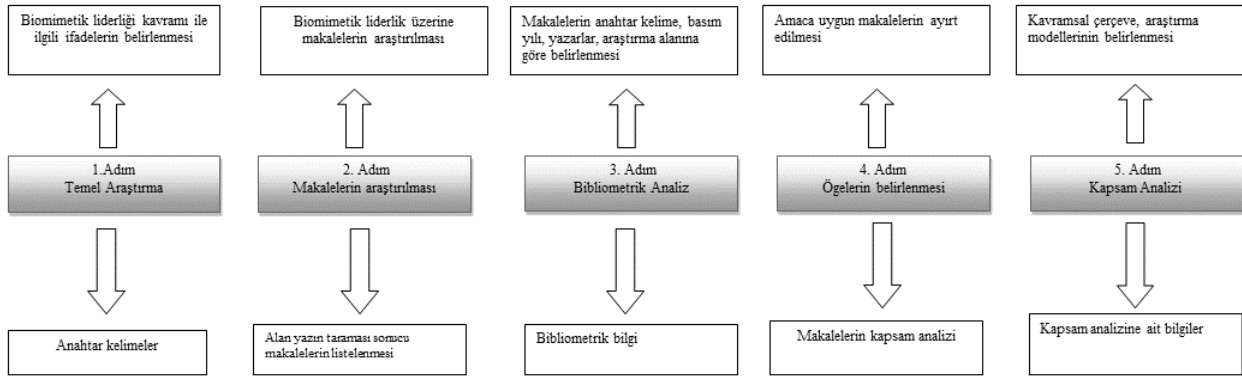 Biomimetik liderliği kavramı ile
ilgili ifadelerin belirlenmesi
Biomimetik liderlik üzerine
makalelerin araştırılması
Makalelerin anahtar kelime, basım
yılı, yazarlar, araştırma alanına
göre belirlenmesi
Amaca uygun makalelerin ayırt
edilmesi
Kavramsal çerçeve, araştırma
modellerinin belirlenmesi
1.Adım
Temel Araştırma
2. Adım
Makalelerin araştırılması
3. Adım
Bibliometrik Analiz
4. Adım
Ögelerin belirlenmesi
5. Adım
Kapsam Analizi
Anahtar kelimeler
Alan yazın taraması sonucu
makalelerin listelenmesi
Bibliometrik bilgi
Makalelerin kapsam analizi
Kapsam analizine ait bilgiler